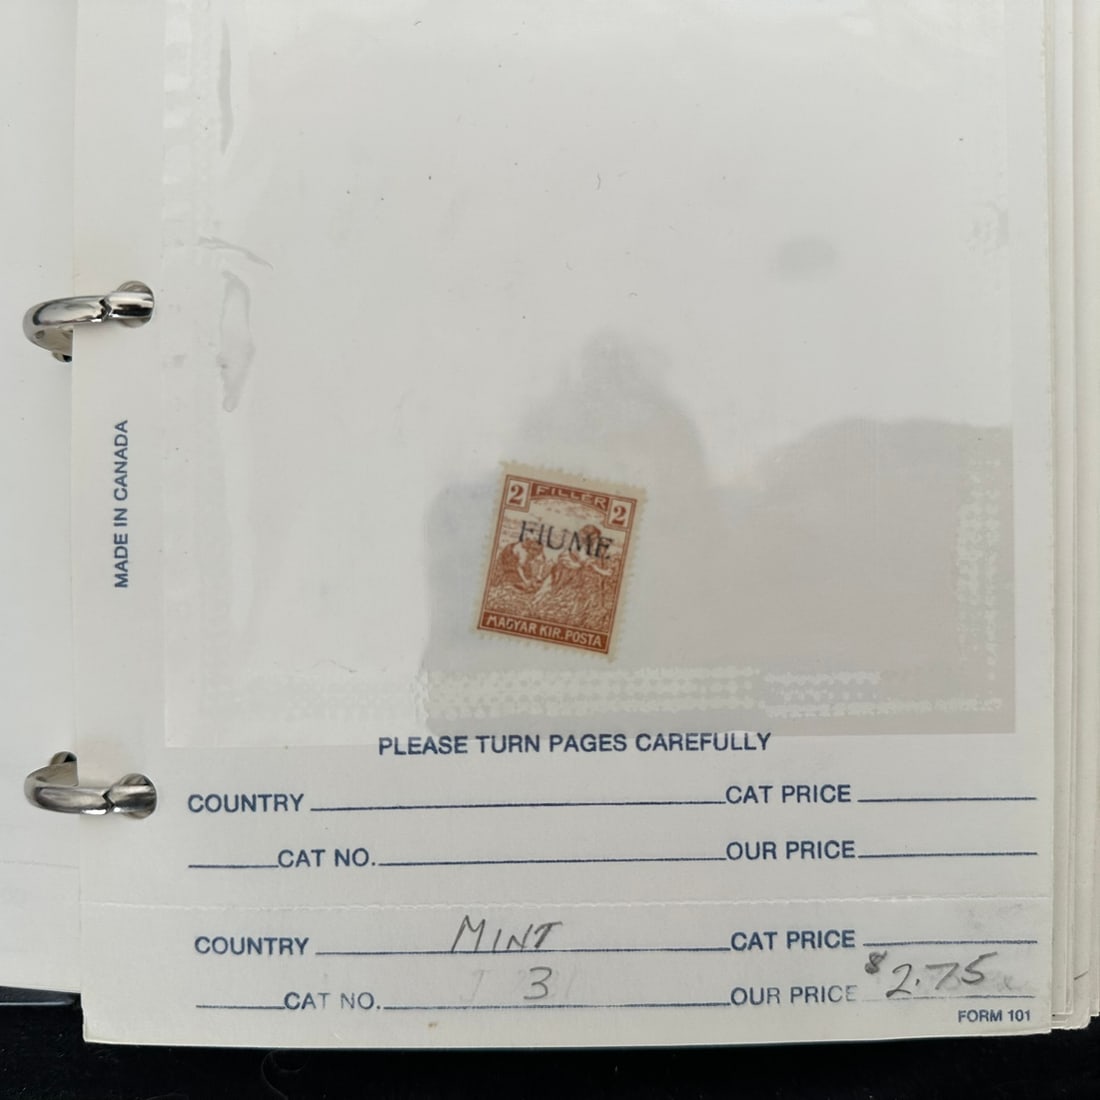 2 FILLÉR 2
FIUME
MAGYAR KIR. POSTA
MADE IN CANADA
PLEASE TURN PAGES CAREFULLY
COUNTRY CAT PRICE
CAT NO. OUR PRICE
COUNTRY MINT CAT PRICE
CAT NO. 3 OUR PRICE $2.75
FORM 101